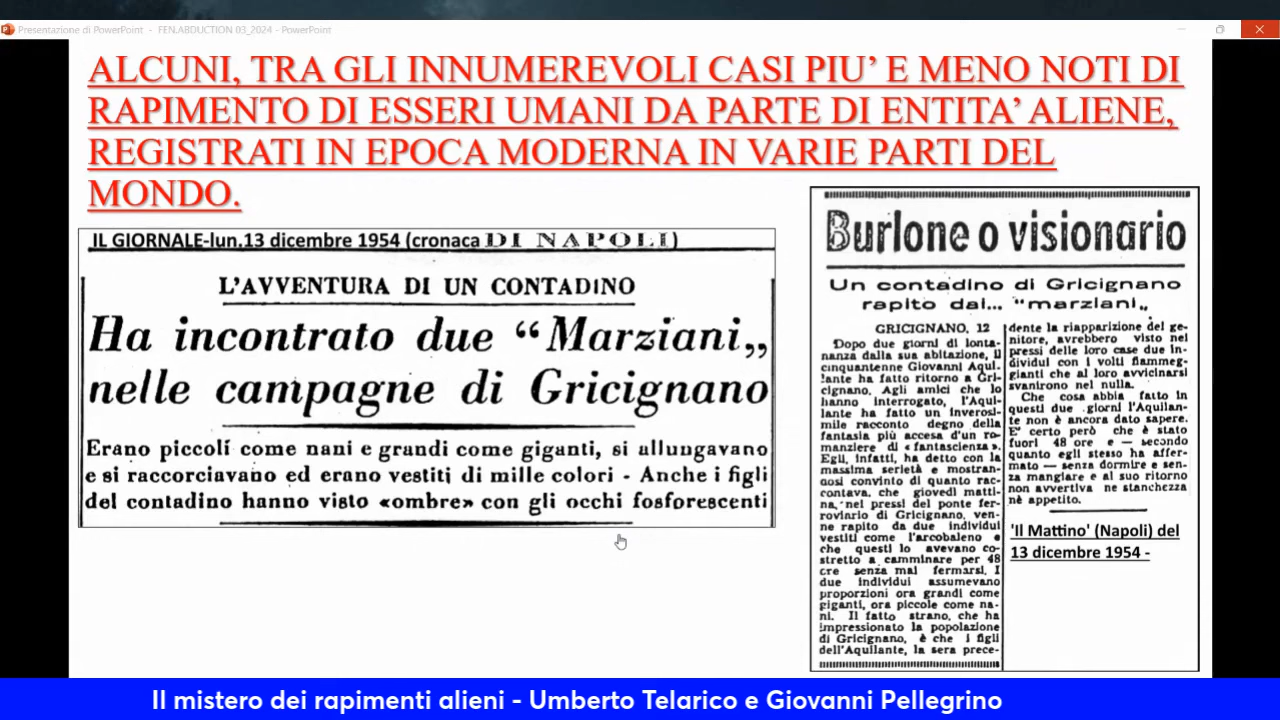 Presentazione di PowerPoint - FEN.ABDUCTION 03_2024 - PowerPoint
ALCUNI, TRA GLI INNUMEREVOLI CASI PIU' E MENO NOTI DI
RAPIMENTO DI ESSERI UMANI DA PARTE DI ENTITA' ALIENE,
REGISTRATI IN EPOCA MODERNA IN VARIE PARTI DEL
MONDO.
IL GIORNALE-lun.13 dicembre 1954 (cronaca DI NAPOLI)
L'AVVENTURA DI UN CONTADINO
Ha incontrato due “Marziani„
nelle campagne di Gricignano
Erano piccoli come nani e grandi come giganti, si allungavano
e si raccorciavano ed erano vestiti di mille colori - Anche i figli
del contadino hanno visto «ombre» con gli occhi fosforescenti
Burlone o visionario
Un contadino di Gricignano
rapito dai... “marziani„
GRICIGNANO, 12
Dopo due giorni di lonta-
nanza dalla sua abitazione, il
cinquantenne Giovanni Aqui-
lante ha fatto ritorno a Gri-
cignano. Agli amici che lo
hanno interrogato, l'Aqui-
lante ha fatto un inverosi-
mile racconto degno della
fantasia più accesa d'un ro-
manziere di «fantascienza».
Egli, infatti, ha detto con la
massima serietà e mostran-
dosi convinto di quanto rac-
contava, che giovedì matti-
na, nel pressi del ponte fer-
roviario di Gricignano, ven-
ne rapito da due individui
vestiti come l'arcobaleno e
che questi lo avevano co-
stretto a camminare per 48
ore senza mai fermarsi. I
due individui assumevano
proporzioni ora grandi come
giganti, ora piccole come na-
ni. Il fatto strano, che ha
impressionato la popolazione
di Gricignano, è che i figli
dell'Aquilante, la sera prece-
dente la riapparizione del ge-
nitore, avrebbero visto nei
pressi delle loro case due in-
dividui con i volti fiammeg-
gianti che al loro avvicinarsi
svanirono nel nulla.
Che cosa abbia fatto in
questi due giorni l'Aquilan-
te non è ancora dato sapere.
E' certo però che è stato
fuori 48 ore e — secondo
quanto egli stesso ha affer-
mato — senza dormire e sen-
za mangiare e al suo ritorno
non avvertiva nè stanchezza
nè appetito.
'Il Mattino' (Napoli) del
13 dicembre 1954 -
Il mistero dei rapimenti alieni - Umberto Telarico e Giovanni Pellegrino